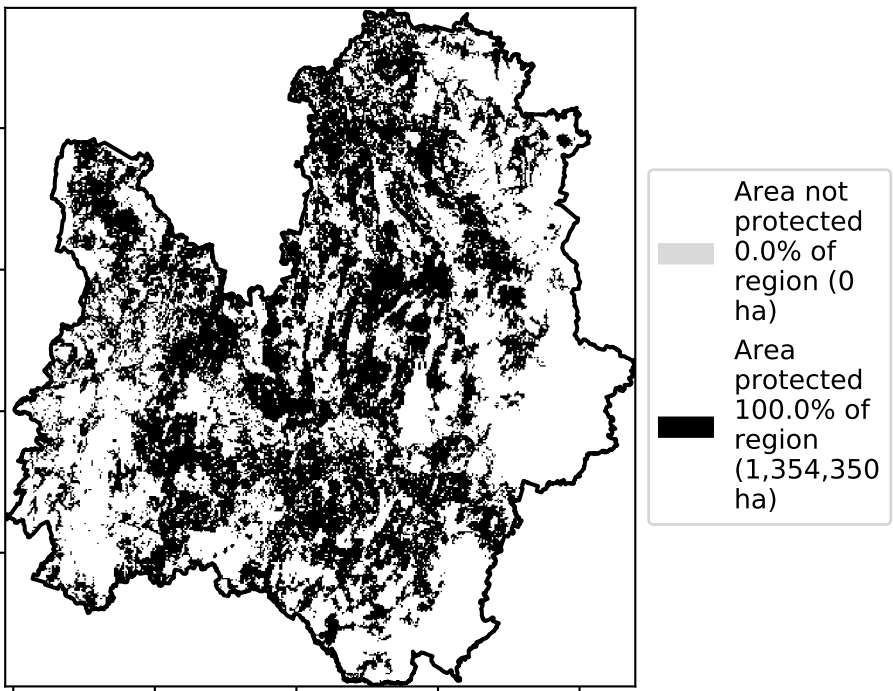 Area not
protected
0.0% of
region (0
ha)
Area
protected
100.0% of
region
(1,354,350
ha)